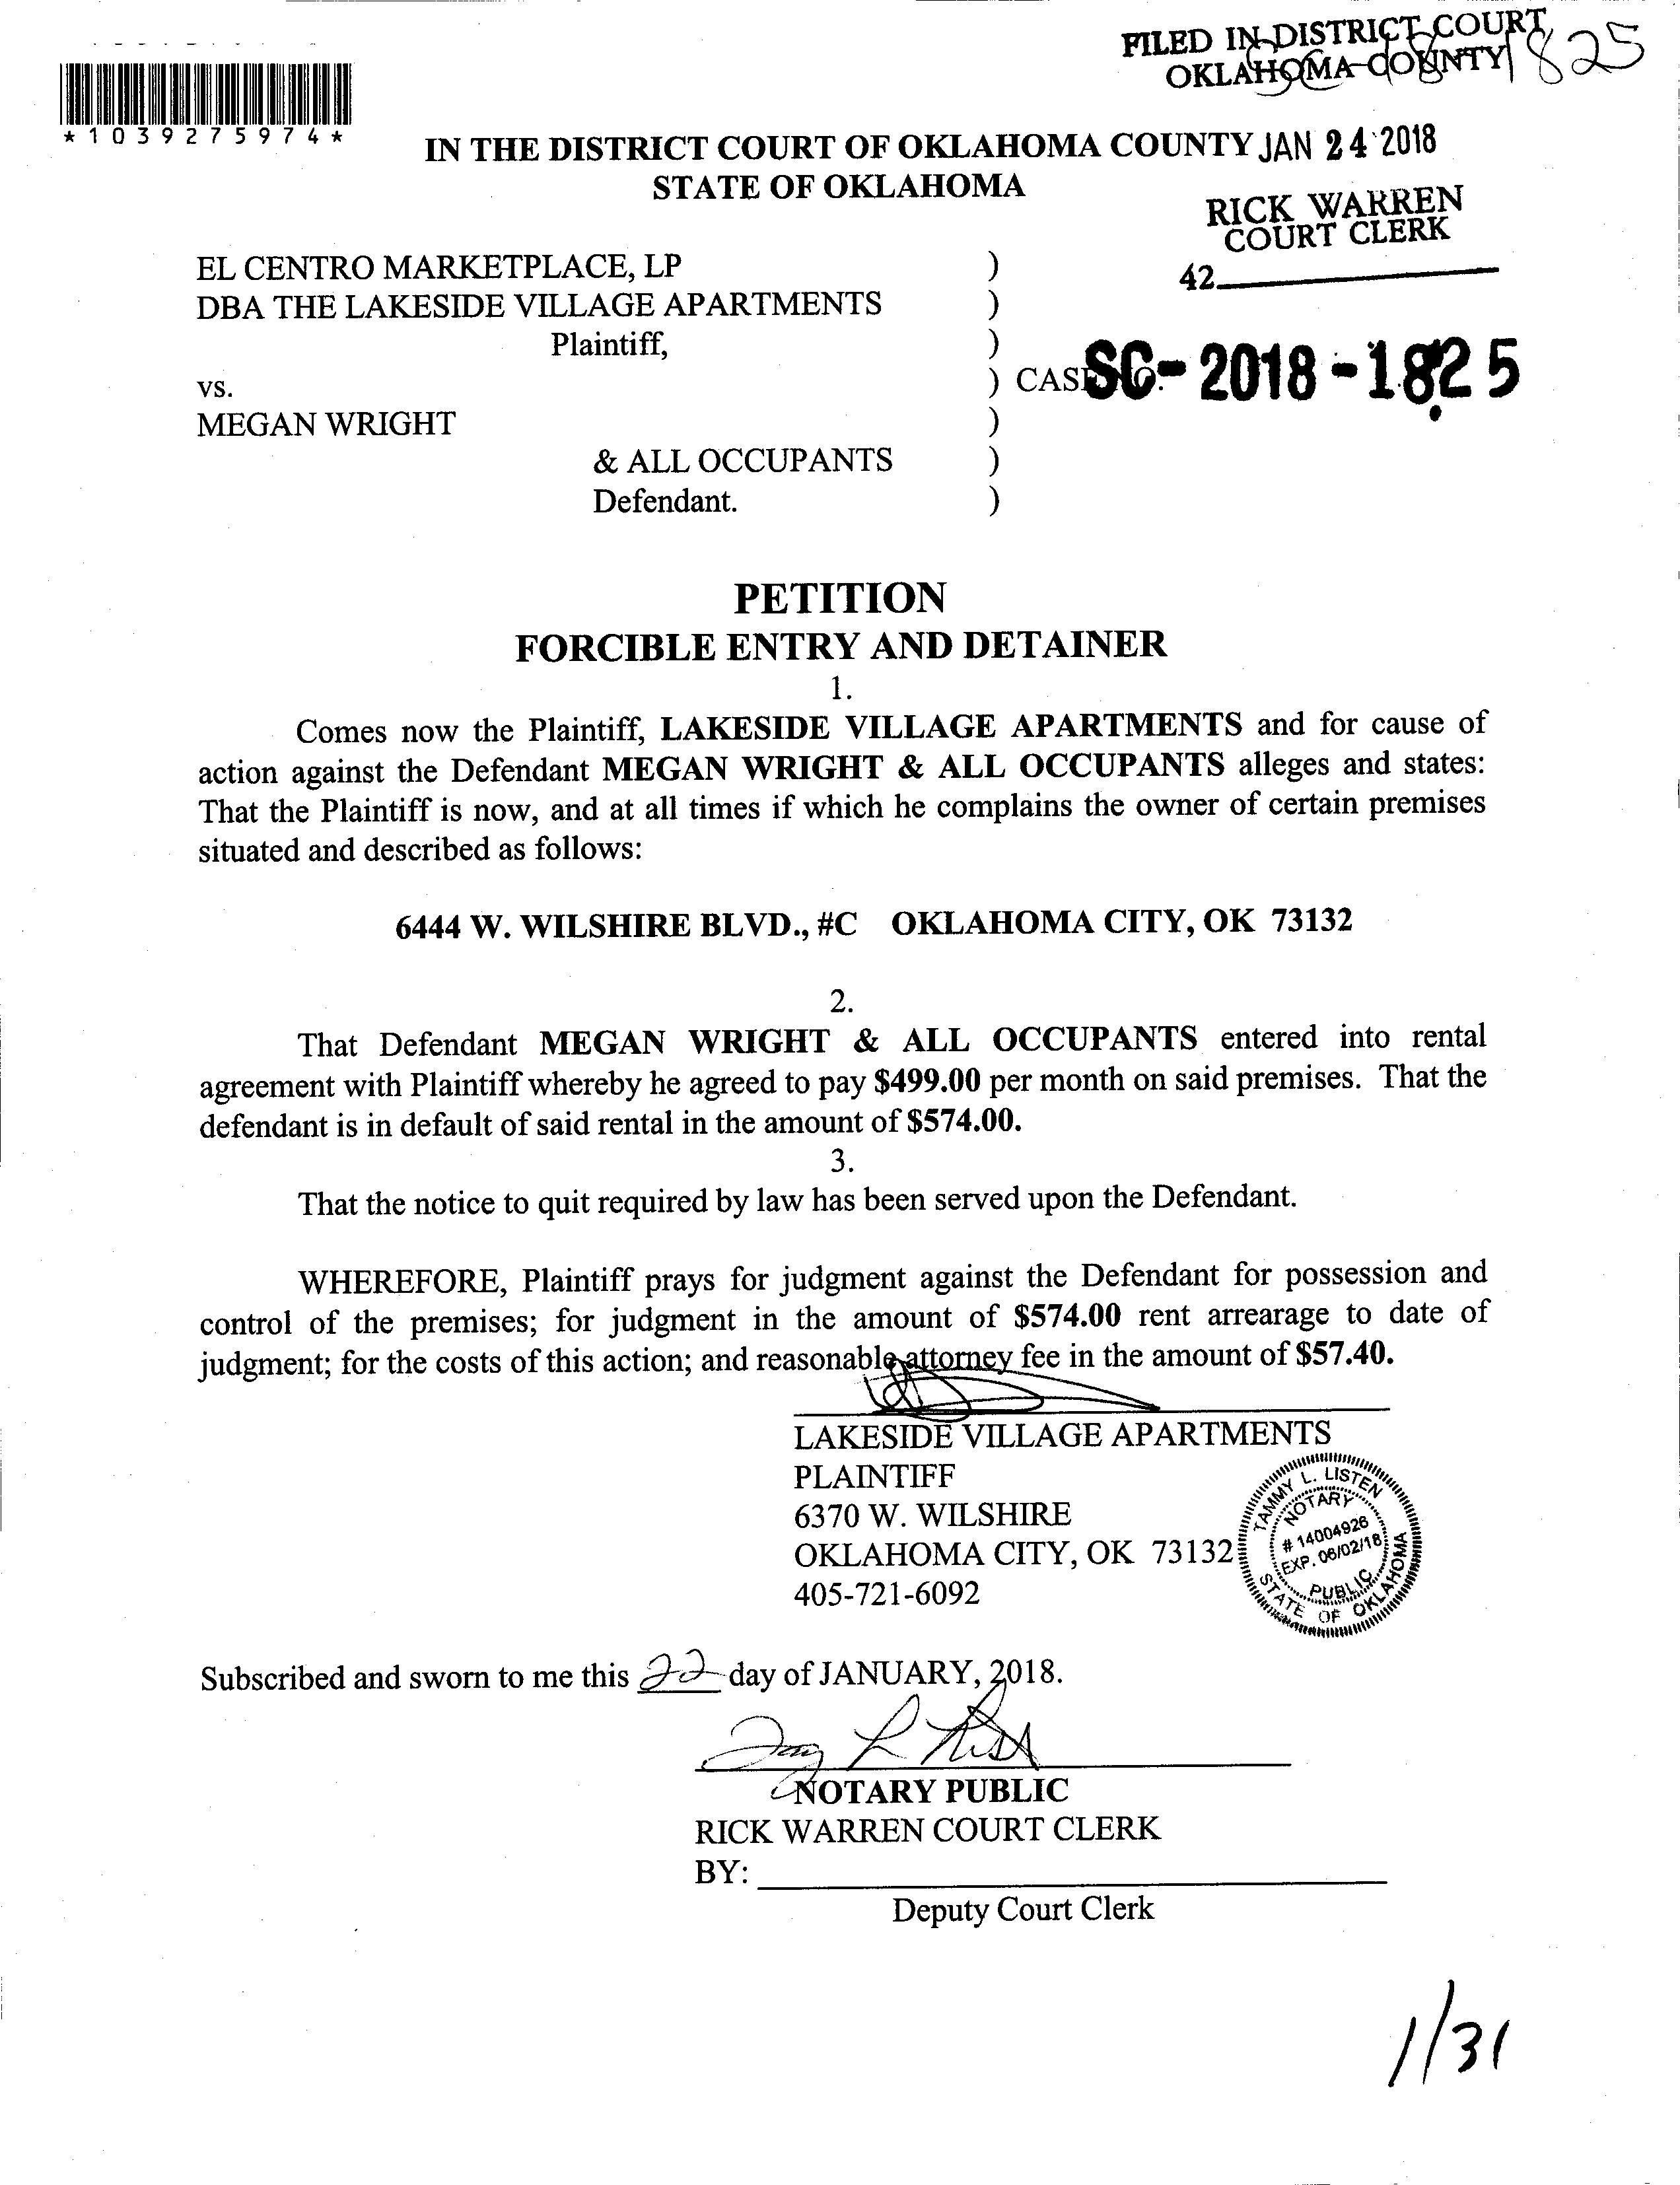 FILED IN DISTRICT COURT
OKLAHOMA COUNTY
SC 18 1825
*1039275974*
IN THE DISTRICT COURT OF OKLAHOMA COUNTY JAN 24 2018
STATE OF OKLAHOMA
RICK WARREN
COURT CLERK
42
EL CENTRO MARKETPLACE, LP )
DBA THE LAKESIDE VILLAGE APARTMENTS )
Plaintiff, )
vs. ) CASE NO. SC-2018-1825
MEGAN WRIGHT )
& ALL OCCUPANTS )
Defendant. )
PETITION
FORCIBLE ENTRY AND DETAINER
1.
Comes now the Plaintiff, LAKESIDE VILLAGE APARTMENTS and for cause of
action against the Defendant MEGAN WRIGHT & ALL OCCUPANTS alleges and states:
That the Plaintiff is now, and at all times if which he complains the owner of certain premises
situated and described as follows:
6444 W. WILSHIRE BLVD., #C OKLAHOMA CITY, OK 73132
2.
That Defendant MEGAN WRIGHT & ALL OCCUPANTS entered into rental
agreement with Plaintiff whereby he agreed to pay $499.00 per month on said premises. That the
defendant is in default of said rental in the amount of $574.00.
3.
That the notice to quit required by law has been served upon the Defendant.
WHEREFORE, Plaintiff prays for judgment against the Defendant for possession and
control of the premises; for judgment in the amount of $574.00 rent arrearage to date of
judgment; for the costs of this action; and reasonable attorney fee in the amount of $57.40.
LAKESIDE VILLAGE APARTMENTS
PLAINTIFF
6370 W. WILSHIRE
OKLAHOMA CITY, OK 73132
405-721-6092
TAMMY L. LISTEN
NOTARY
# 14004926
EXP. 06/02/18
PUBLIC
STATE OF OKLAHOMA
Subscribed and sworn to me this 22 day of JANUARY, 2018.
NOTARY PUBLIC
RICK WARREN COURT CLERK
BY:
Deputy Court Clerk
1/31